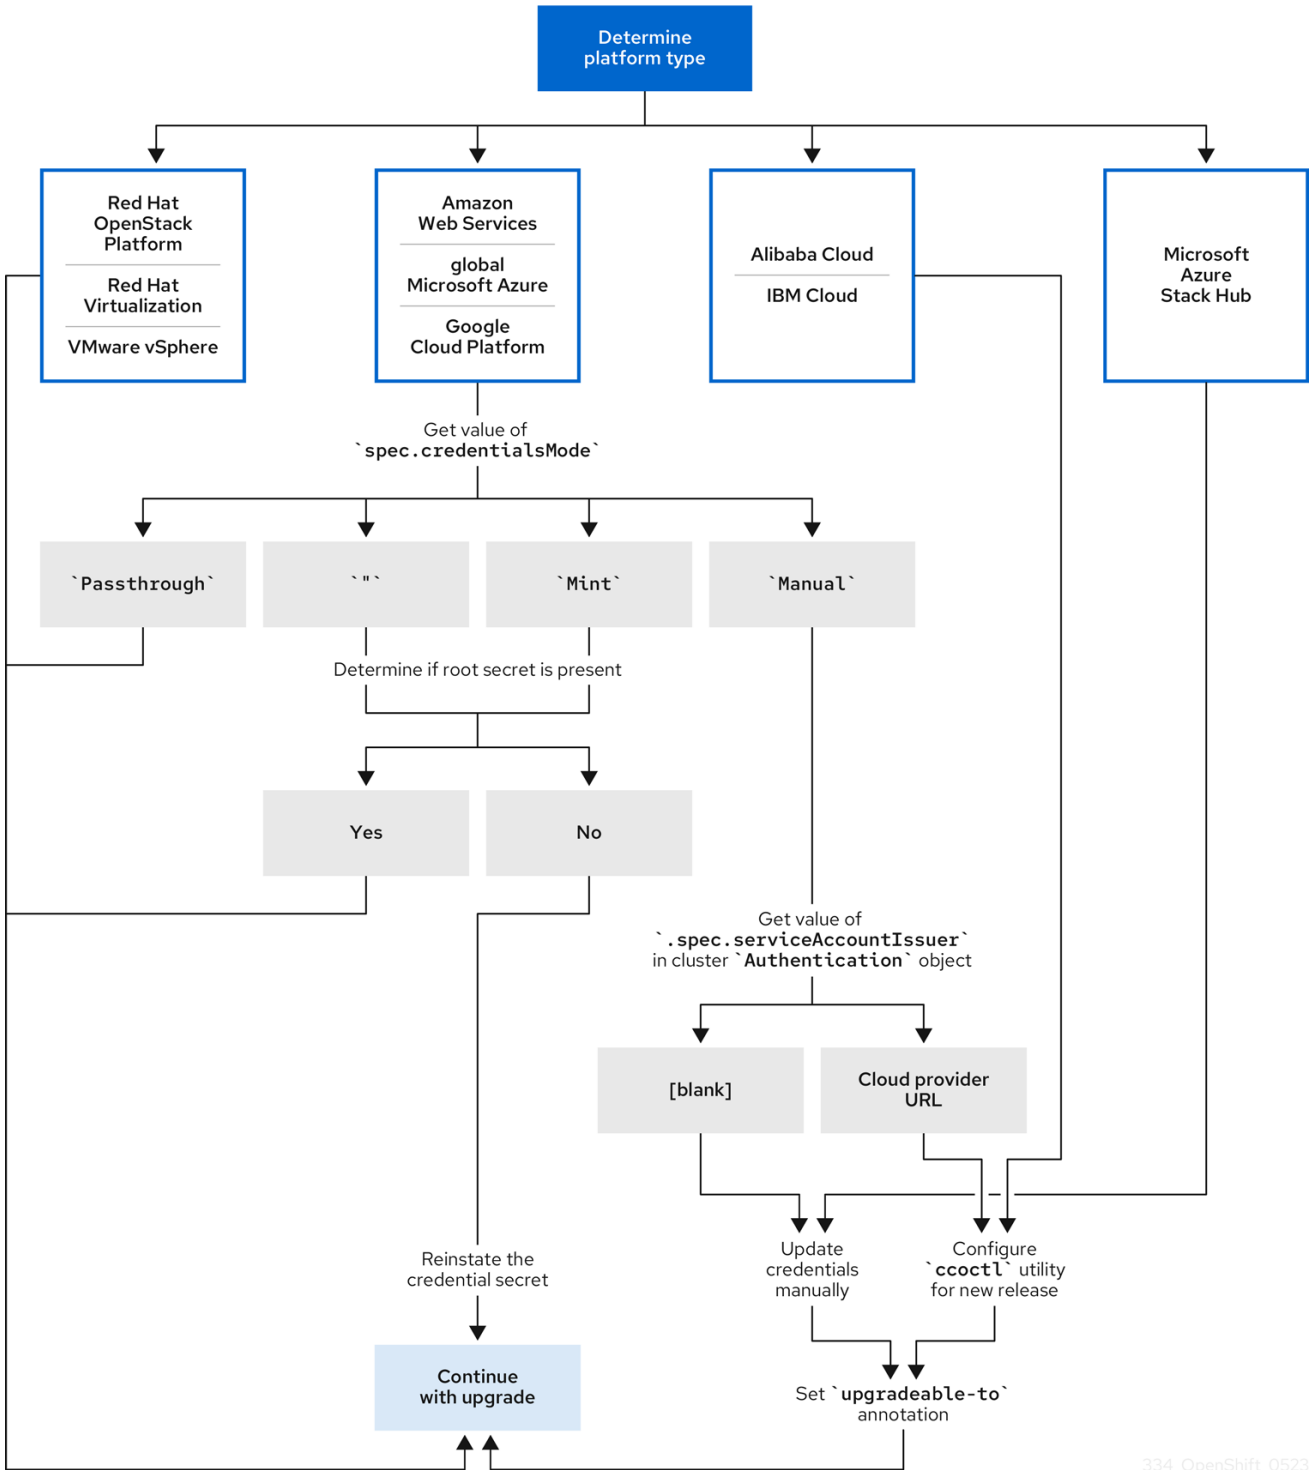 Determine
platform type
Red Hat
OpenStack
Platform
Red Hat
Virtualization
VMware vSphere
Amazon
Web Services
global
Microsoft Azure
Google
Cloud Platform
Alibaba Cloud
IBM Cloud
Microsoft
Azure
Stack Hub
Get value of
`spec.credentialsMode`
`Passthrough`
`"`
`Mint`
`Manual`
Determine if root secret is present
Yes
No
Get value of
`.spec.serviceAccountIssuer`
in cluster `Authentication` object
[blank]
Cloud provider
URL
Reinstate the
credential secret
Update
credentials
manually
Configure
`ccoctl` utility
for new release
Continue
with upgrade
Set `upgradeable-to`
annotation
334_OpenShift_0523